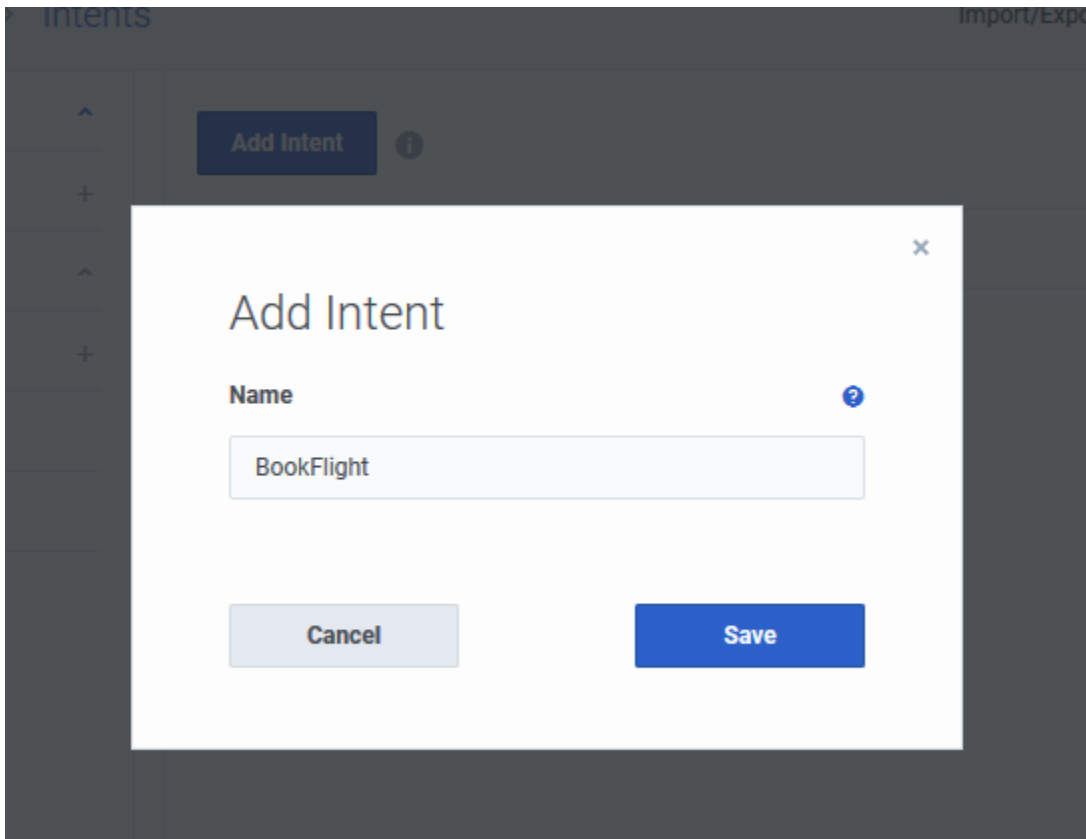 Intents
Import/Expo
Add Intent
Add Intent
Name
BookFlight
Cancel
Save